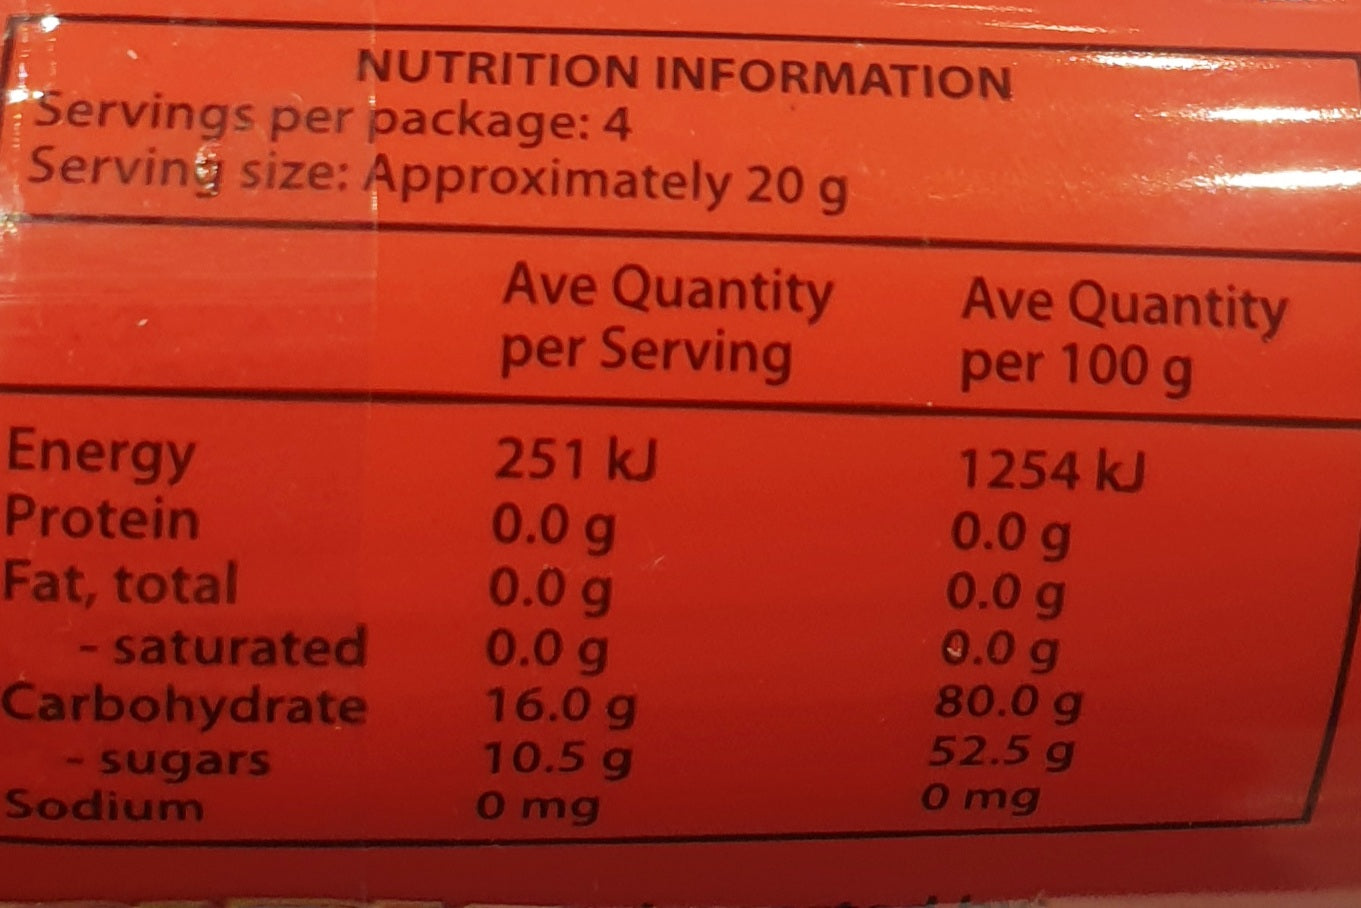 NUTRITION INFORMATION
Servings per package: 4
Serving size: Approximately 20 g
Ave Quantity per Serving Ave Quantity per 100 g
Energy 251 kJ 1254 kJ
Protein 0.0 g 0.0 g
Fat, total 0.0 g 0.0 g
- saturated 0.0 g 0.0 g
Carbohydrate 16.0 g 80.0 g
- sugars 10.5 g 52.5 g
Sodium 0 mg 0 mg